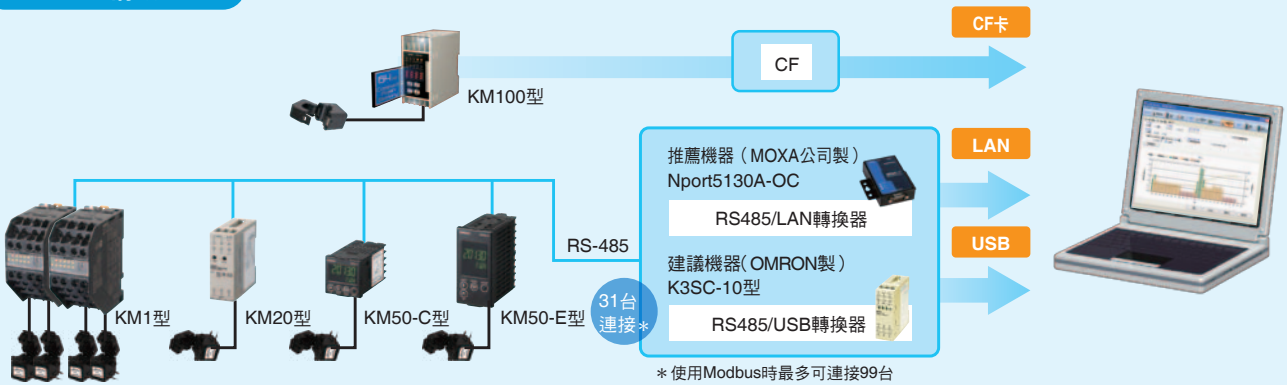 CF卡
CF
KM100型
推薦機器（MOXA公司製）
Nport5130A-OC
LAN
RS485/LAN轉換器
RS-485
USB
建議機器(OMRON製）
K3SC-10型
31台
連接＊
RS485/USB轉換器
KM1型
KM20型
KM50-C型
KM50-E型
＊使用Modbus時最多可連接99台